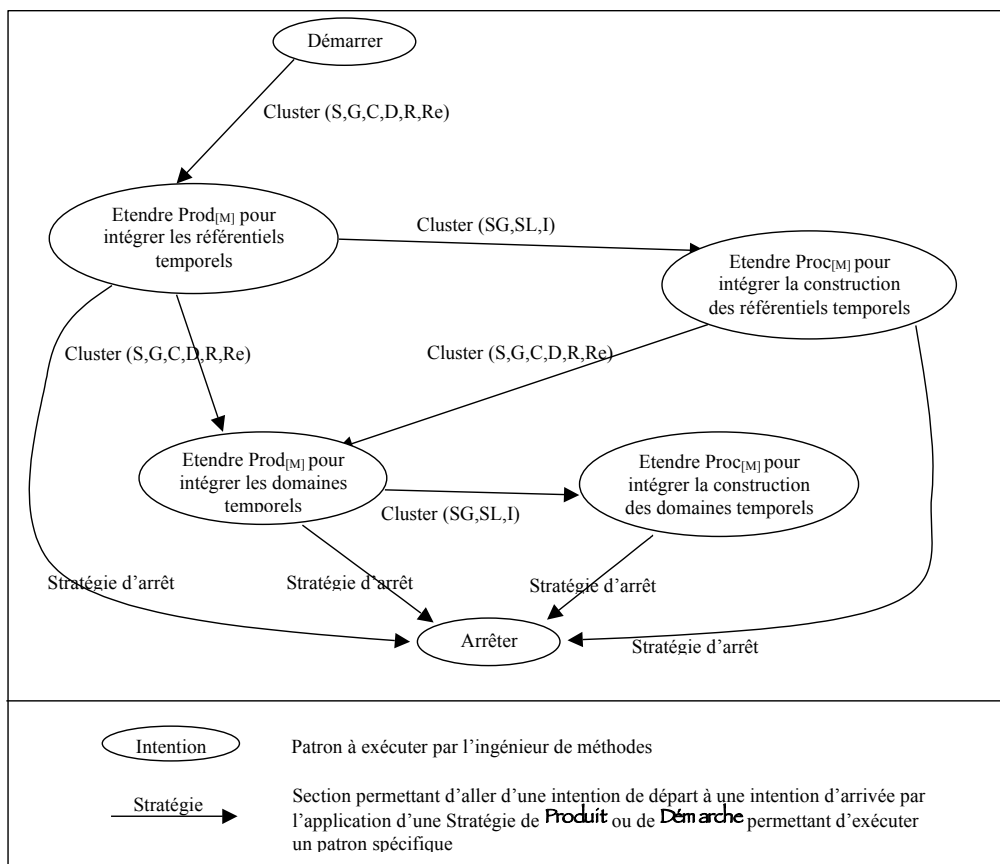 Démarrer
Cluster (S,G,C,D,R,Re)
Etendre Prod[M] pour
intégrer les référentiels
temporels
Cluster (SG,SL,I)
Etendre Proc[M] pour
intégrer la construction
des référentiels temporels
Cluster (S,G,C,D,R,Re)
Cluster (S,G,C,D,R,Re)
Etendre Prod[M] pour
intégrer les domaines
temporels
Cluster (SG,SL,I)
Etendre Proc[M] pour
intégrer la construction
des domaines temporels
Stratégie d'arrêt
Stratégie d'arrêt
Stratégie d'arrêt
Stratégie d'arrêt
Arrêter
Intention
Patron à exécuter par l'ingénieur de méthodes
Stratégie
Section permettant d'aller d'une intention de départ à une intention d'arrivée par
l'application d'une Stratégie de Produit ou de Démarche permettant d'exécuter
un patron spécifique